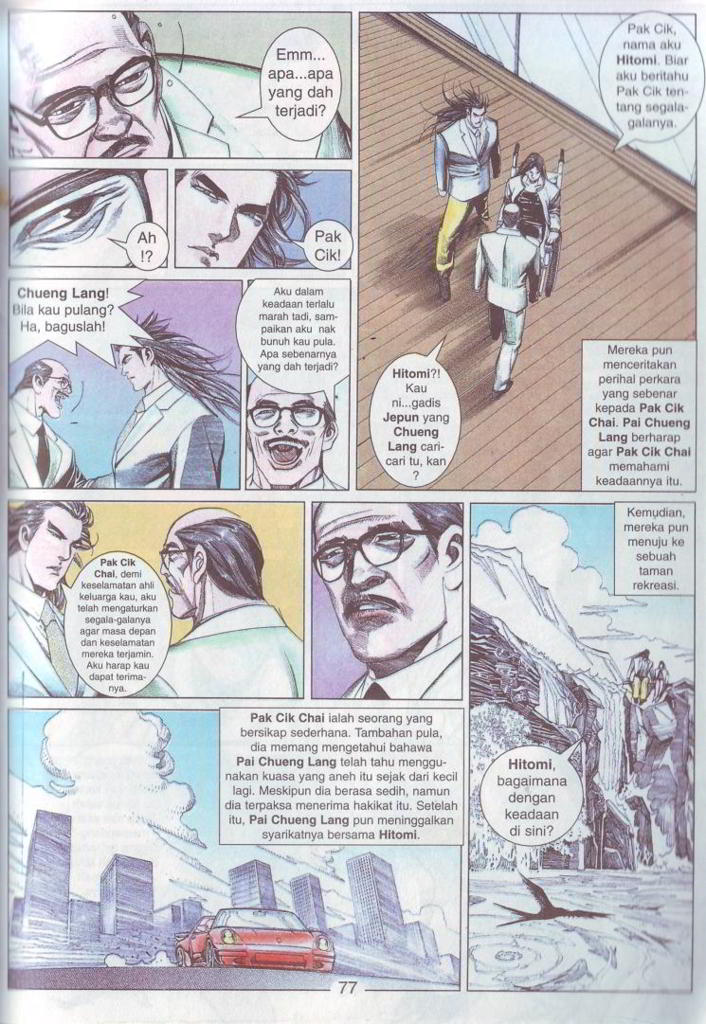 Emm...
apa...apa
yang dah
terjadi?
Ah
!?
Pak
Cik!
Chueng Lang!
Bila kau pulang?
Ha, baguslah!
Aku dalam
keadaan terlalu
marah tadi, sam-
paikan aku nak
bunuh kau pula.
Apa sebenarnya
yang dah terjadi?
Pak Cik,
nama aku
Hitomi. Biar
aku beritahu
Pak Cik ten-
tang segala-
galanya.
Hitomi?!
Kau
ni...gadis
Jepun yang
Chueng
Lang cari-
cari tu, kan
?
Mereka pun
menceritakan
perihal perkara
yang sebenar
kepada Pak Cik
Chai. Pai Chueng
Lang berharap
agar Pak Cik Chai
memahami
keadaannya itu.
Pak Cik
Chai, demi
keselamatan ahli
keluarga kau, aku
telah mengaturkan
segala-galanya
agar masa depan
dan keselamatan
mereka terjamin.
Aku harap kau
dapat terima-
nya.
Kemudian,
mereka pun
menuju ke
sebuah
taman
rekreasi.
Pak Cik Chai ialah seorang yang
bersikap sederhana. Tambahan pula,
dia memang mengetahui bahawa
Pai Chueng Lang telah tahu menggu-
nakan kuasa yang aneh itu sejak dari kecil
lagi. Meskipun dia berasa sedih, namun
dia terpaksa menerima hakikat itu. Setelah
itu, Pai Chueng Lang pun meninggalkan
syarikatnya bersama Hitomi.
Hitomi,
bagaimana
dengan
keadaan
di sini?
77